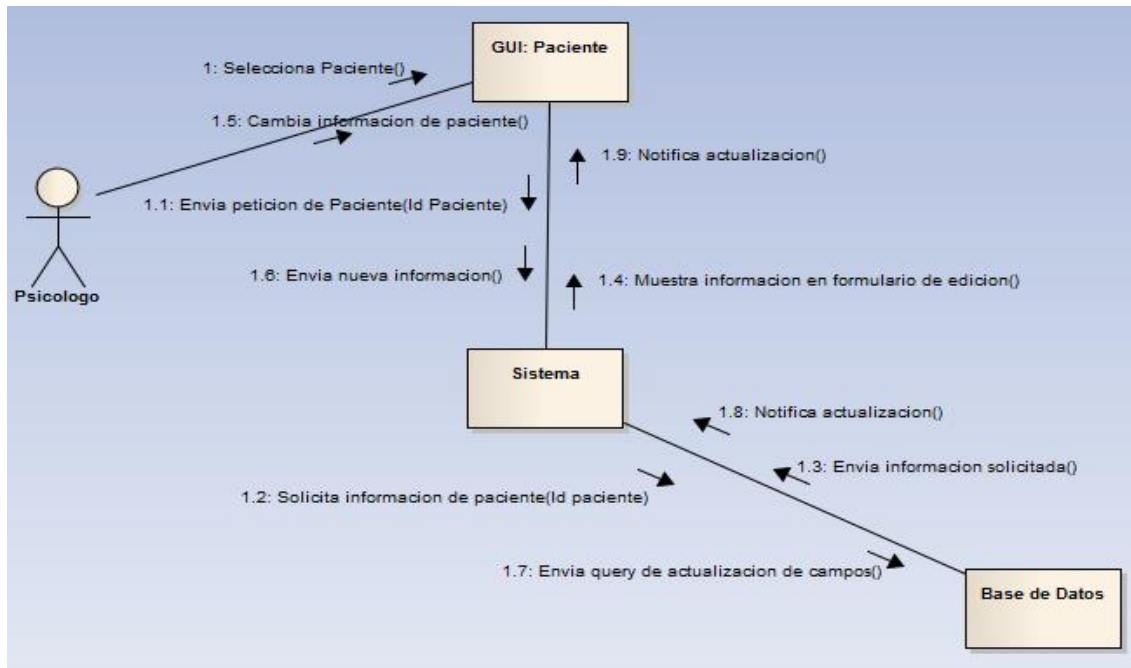 GUI: Paciente
1: Selecciona Paciente()
1.5: Cambia informacion de paciente()
1.9: Notifica actualizacion()
1.1: Envia peticion de Paciente(Id Paciente)
1.6: Envia nueva informacion()
1.4: Muestra informacion en formulario de edicion()
Psicologo
Sistema
1.8: Notifica actualizacion()
1.3: Envia informacion solicitada()
1.2: Solicita informacion de paciente(Id paciente)
1.7: Envia query de actualizacion de campos()
Base de Datos